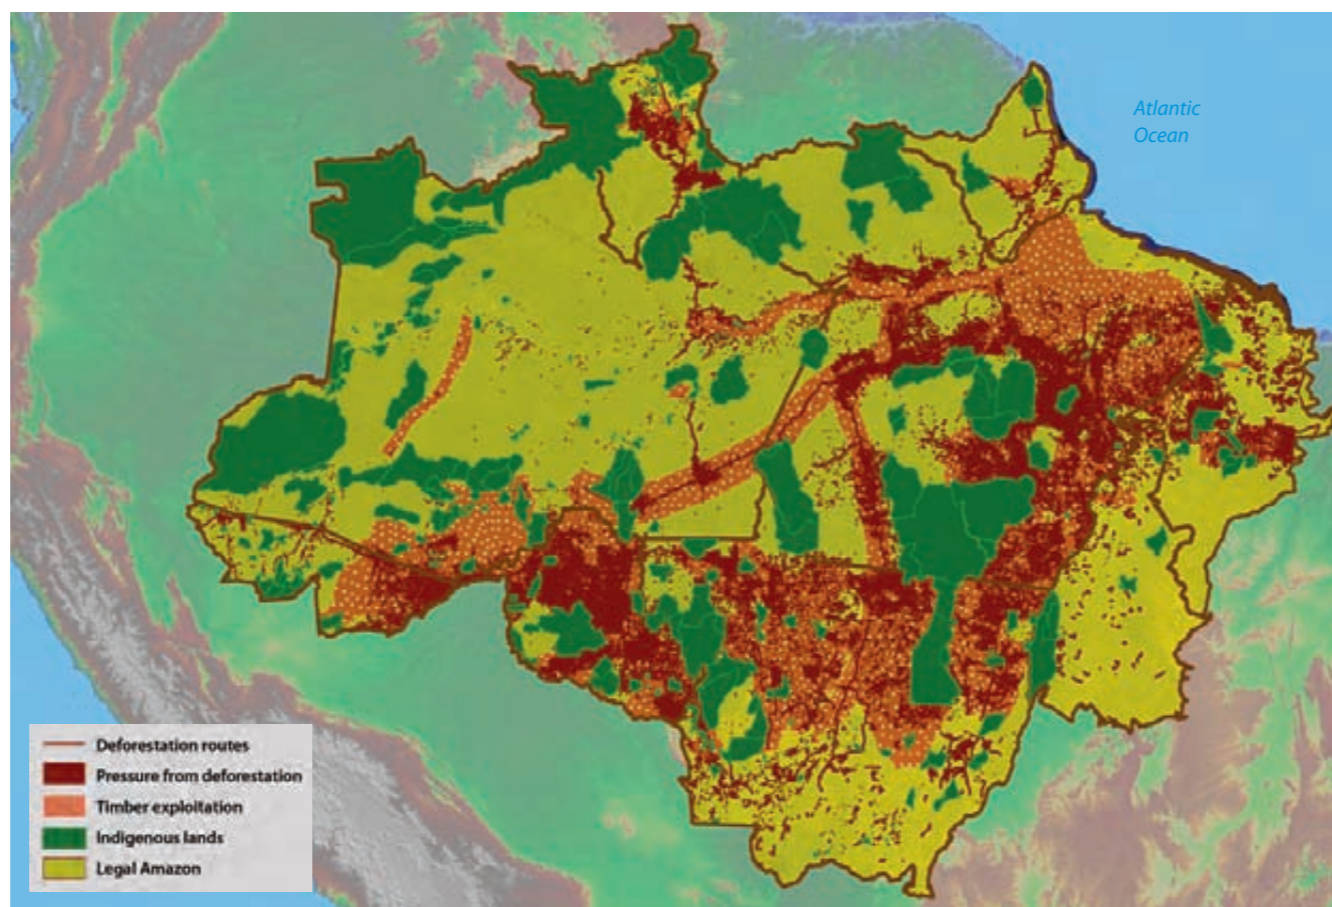 Atlantic
Ocean
Deforestation routes
Pressure from deforestation
Timber exploitation
Indigenous lands
Legal Amazon